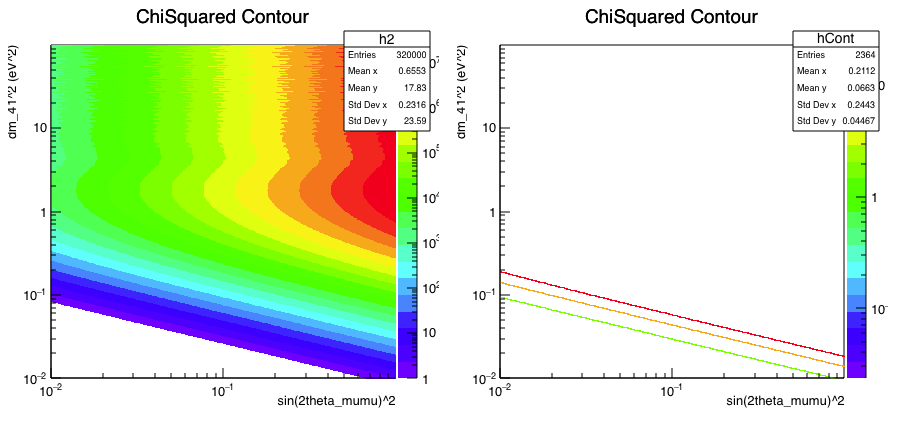 ChiSquared Contour
h2
Entries 320000
Mean x 0.6553
Mean y 17.83
Std Dev x 0.2316
Std Dev y 23.59
dm_41^2 (eV^2)
10
1
10−1
10−2
10−2
10−1
sin(2theta_mumu)^2
10
10
10
10
10
10
1
ChiSquared Contour
hCont
Entries 2364
Mean x 0.2112
Mean y 0.0663
Std Dev x 0.2443
Std Dev y 0.04467
dm_41^2 (eV^2)
10
1
10−1
10−2
10−2
10−1
sin(2theta_mumu)^2
0
1
10−